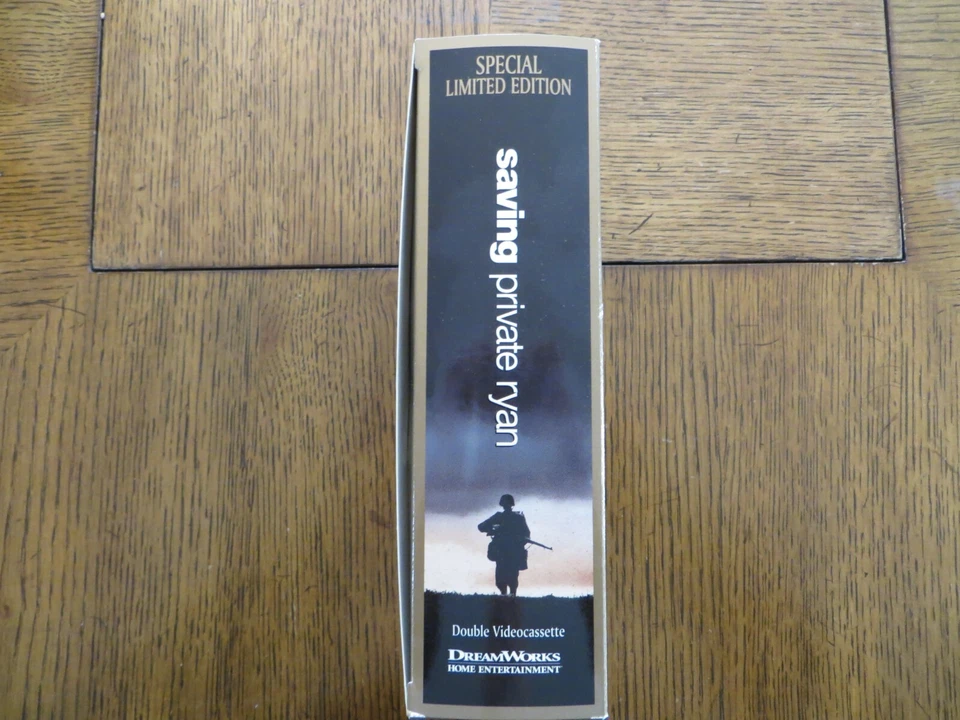 SPECIAL
LIMITED EDITION
saving private ryan
Double Videocassette
DREAMWORKS
HOME ENTERTAINMENT